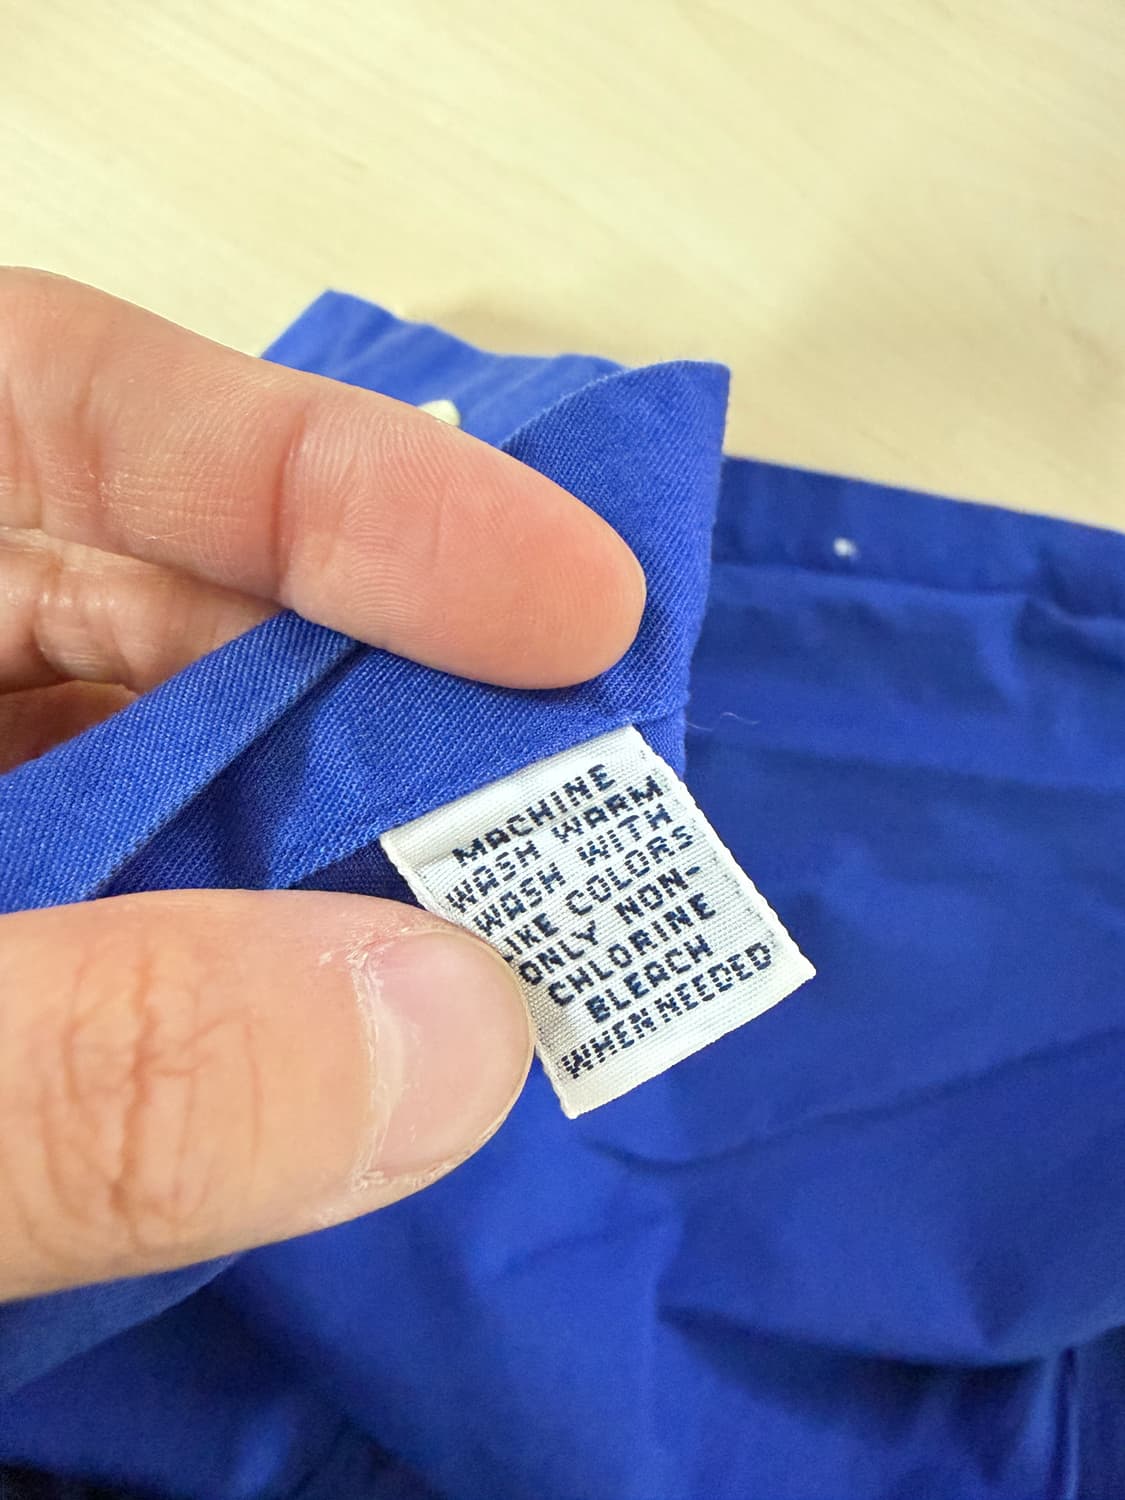 MACHINE
WASH WARM
WASH WITH
LIKE COLORS
ONLY NON-
CHLORINE
BLEACH
WHEN NEEDED